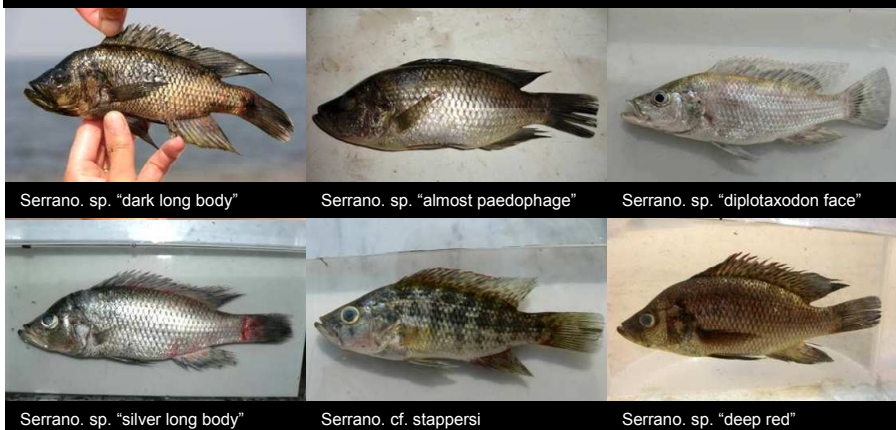 Serrano. sp. “dark long body”
Serrano. sp. “almost paedophage”
Serrano. sp. “diplotaxodon face”
Serrano. sp. “silver long body”
Serrano. cf. stappersi
Serrano. sp. “deep red”